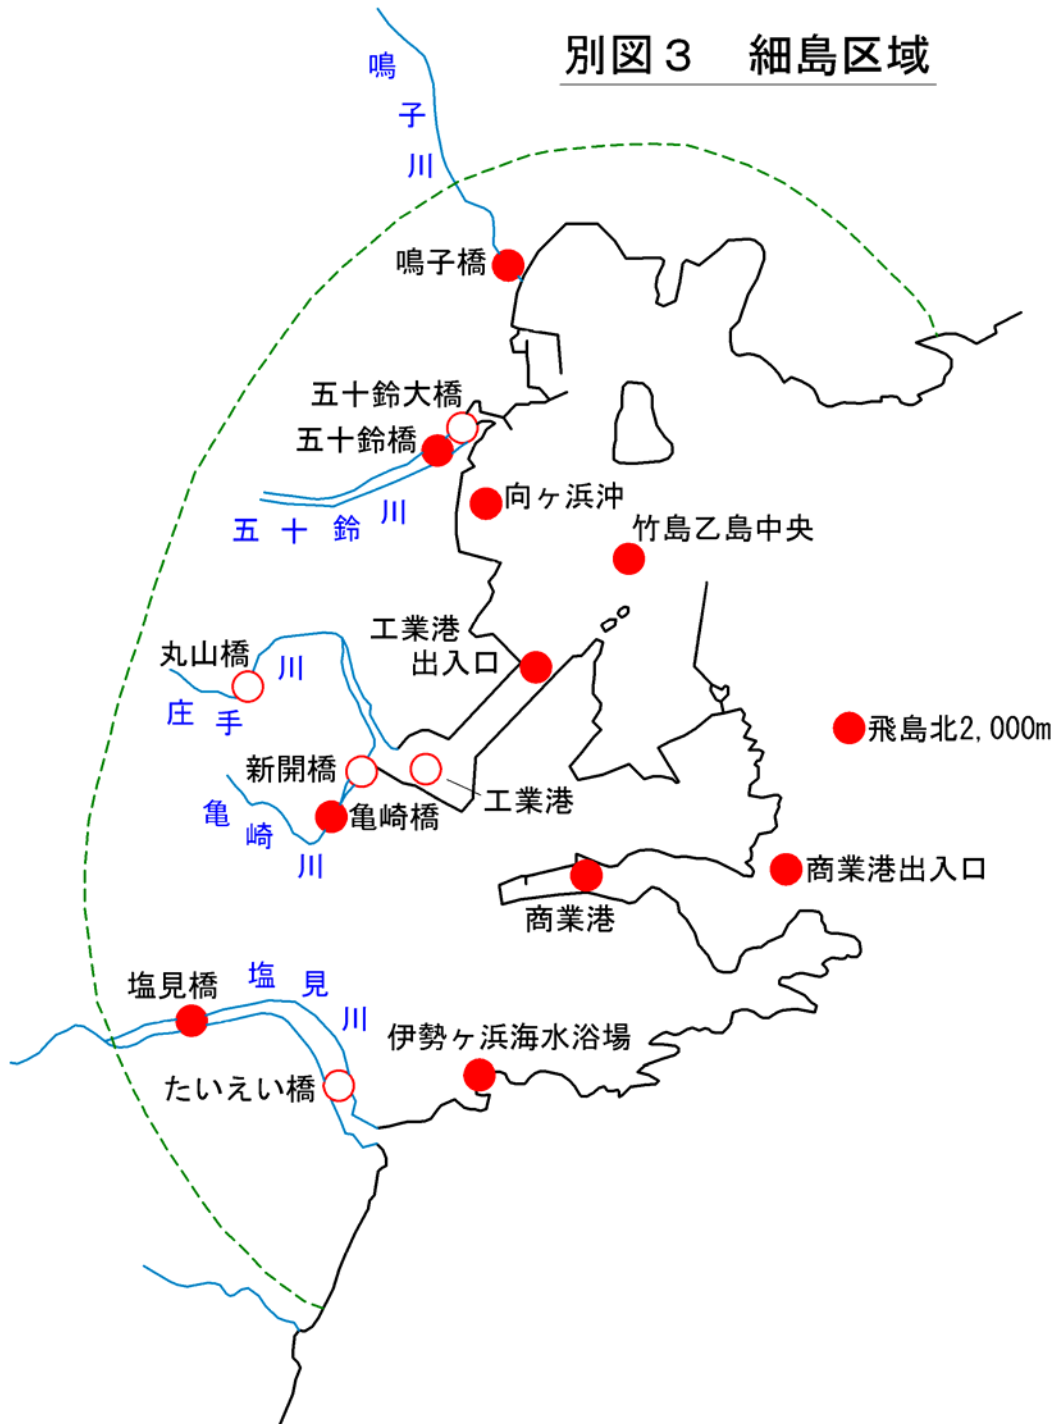 別図３　細島区域
鳴子川
鳴子橋
五十鈴大橋
五十鈴橋
五十鈴川
向ヶ浜沖
竹島乙島中央
工業港
出入口
丸山橋
庄手川
飛島北2,000m
新開橋
工業港
亀崎橋
亀崎川
商業港出入口
商業港
塩見橋
塩見川
伊勢ヶ浜海水浴場
たいえい橋